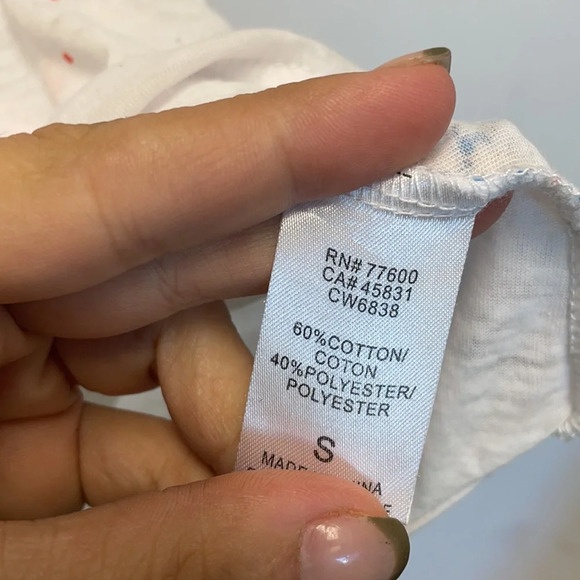 RN# 77600
CA# 45831
CW6838
60%COTTON/
COTON
40%POLYESTER/
POLYESTER
S